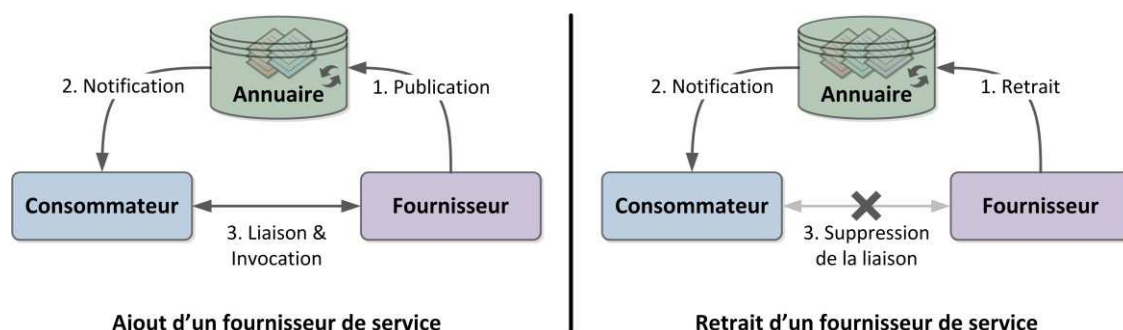 Annuaire
2. Notification
1. Publication
Consommateur
Fournisseur
3. Liaison &
Invocation
Ajout d'un fournisseur de service
Annuaire
2. Notification
1. Retrait
Consommateur
Fournisseur
3. Suppression
de la liaison
Retrait d'un fournisseur de service